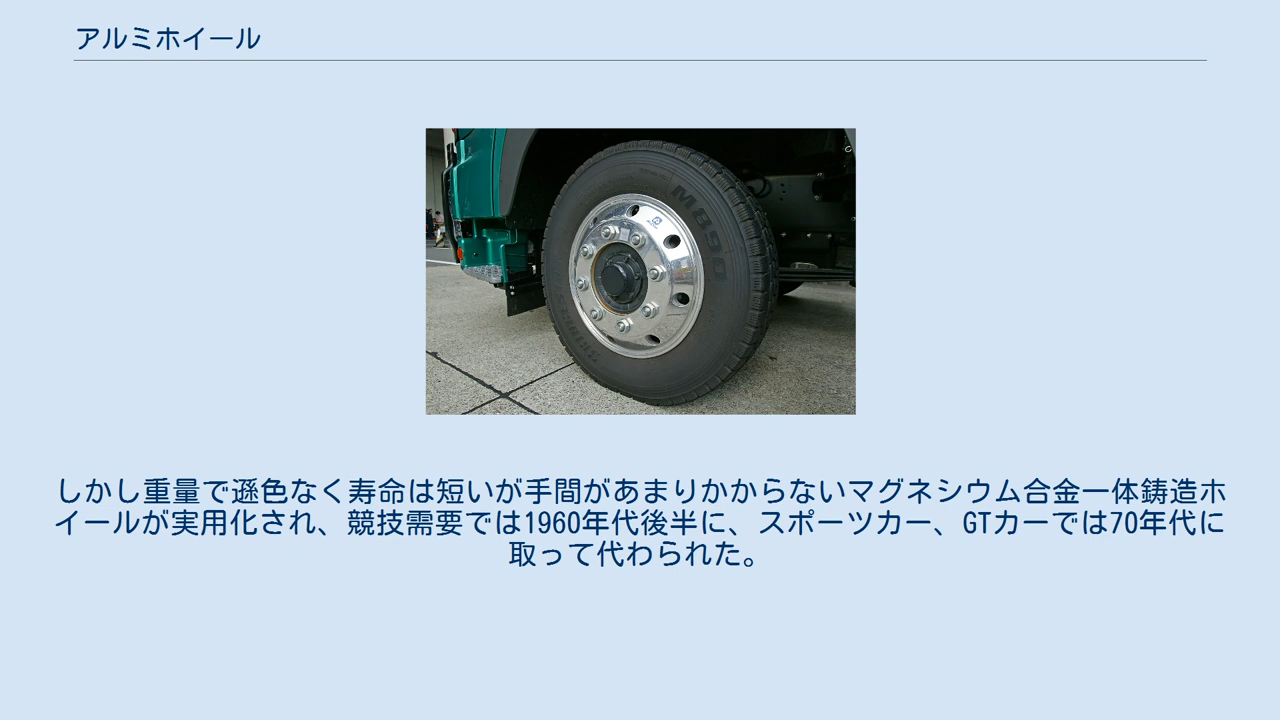 アルミホイール
M890
しかし重量で遜色なく寿命は短いが手間があまりかからないマグネシウム合金一体鋳造ホ
イールが実用化され、競技需要では1960年代後半に、スポーツカー、GTカーでは70年代に
取って代わられた。